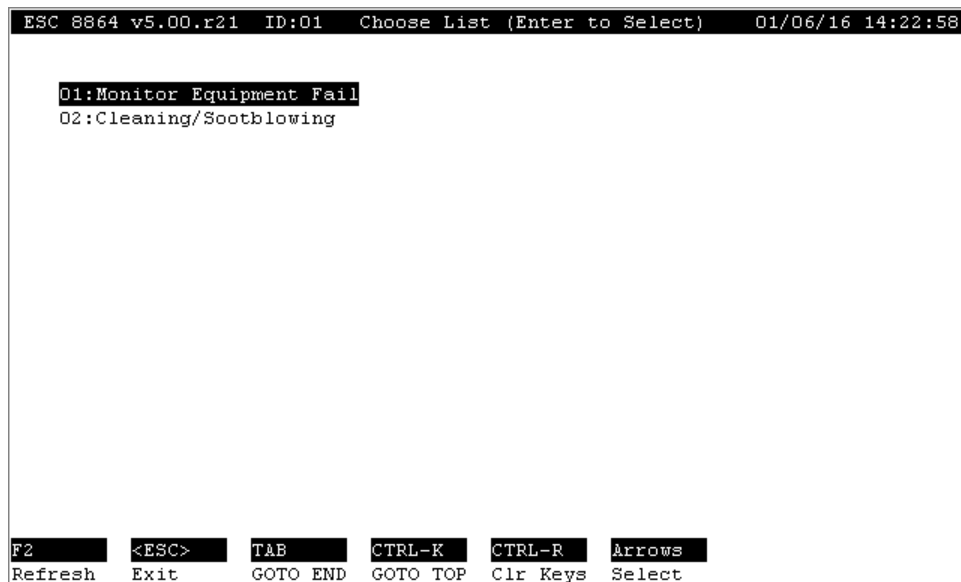 ESC 8864 v5.00.r21 ID:01 Choose List (Enter to Select) 01/06/16 14:22:58
01:Monitor Equipment Fail
02:Cleaning/Sootblowing
F2 <ESC> TAB CTRL-K CTRL-R Arrows
Refresh Exit GOTO END GOTO TOP Clr Keys Select